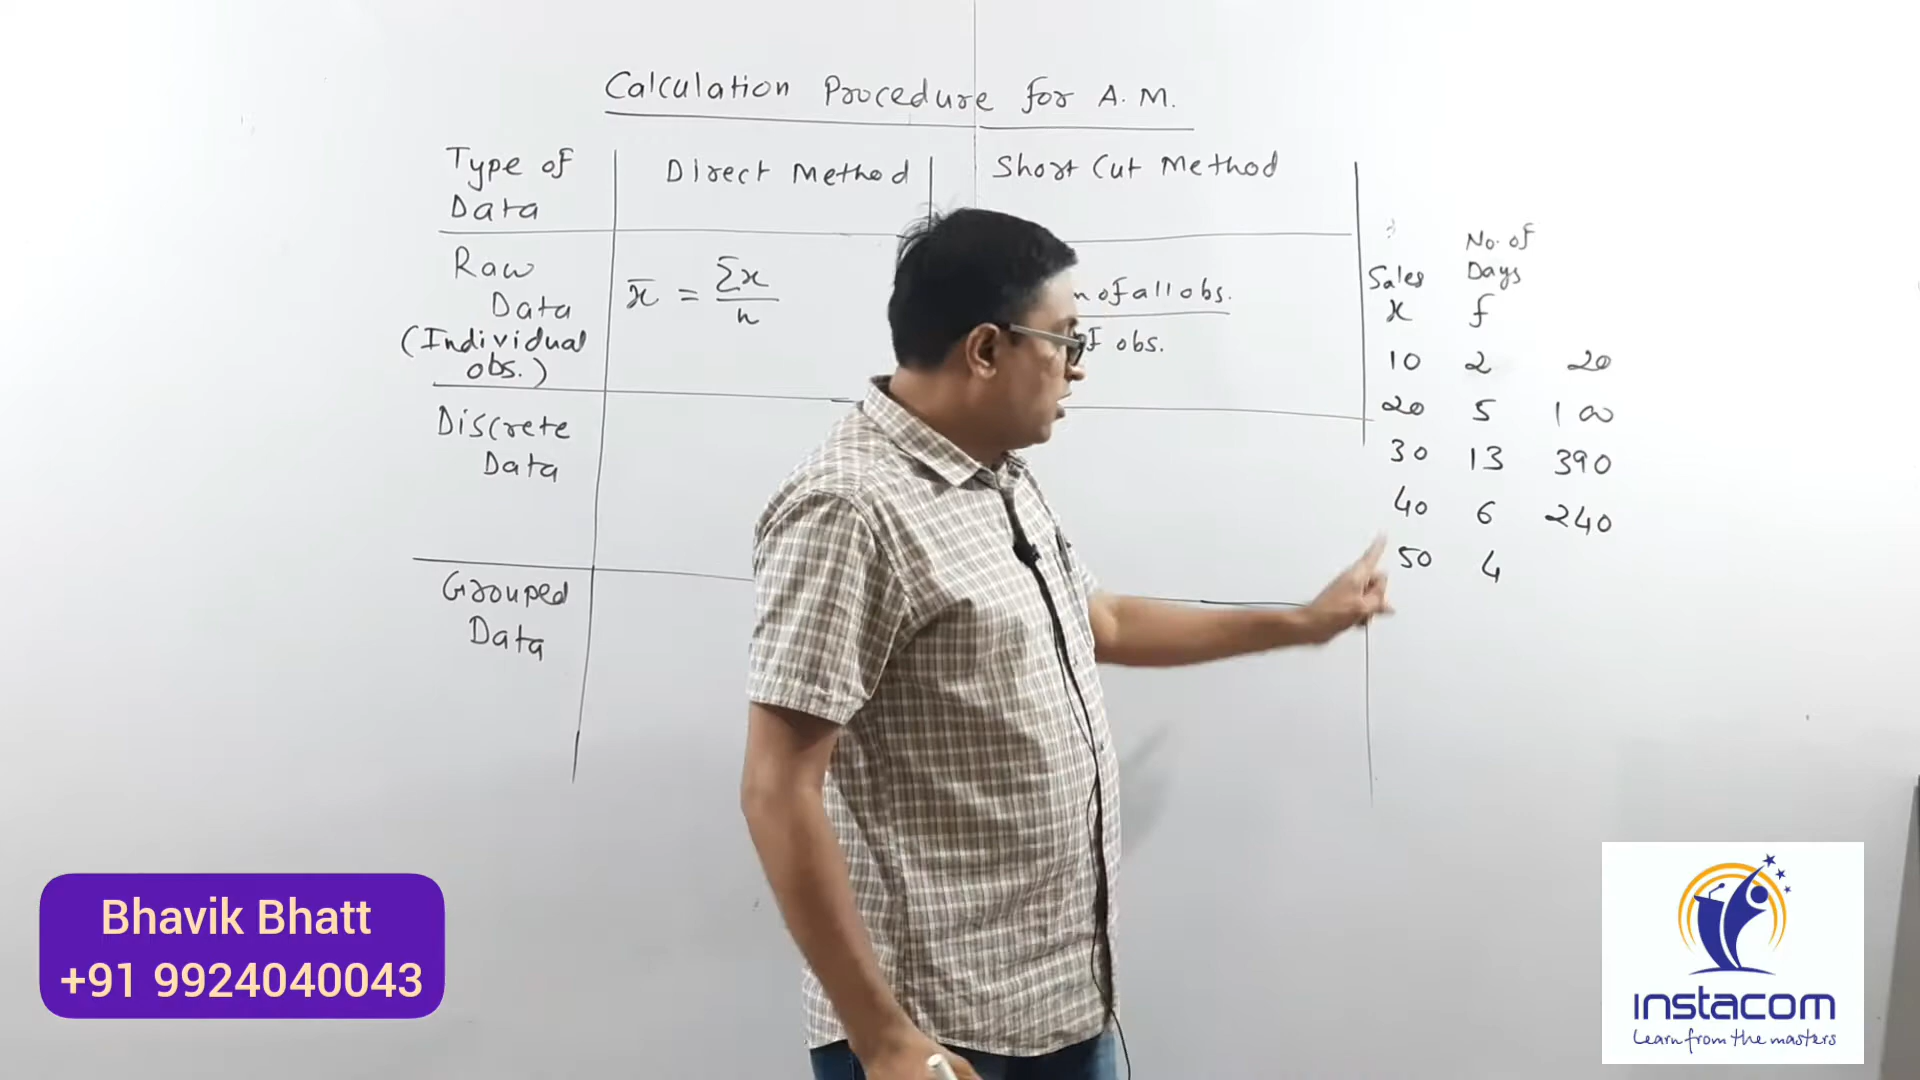 Calculation Procedure for A.M.
Type of Data
Direct Method
Short Cut Method
Raw Data
(Individual obs.)
x̄ = Σx / n
of all obs.
obs.
Discrete Data
Grouped Data
No. of
Sales Days
x f
10 2 20
20 5 100
30 13 390
40 6 240
50 4
Bhavik Bhatt
+91 9924040043
instacom
Learn from the masters